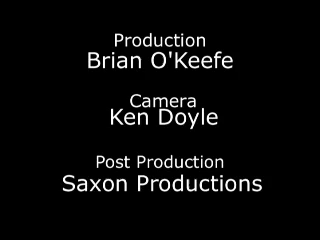 Production
Brian O'Keefe
Camera
Ken Doyle
Post Production
Saxon Productions